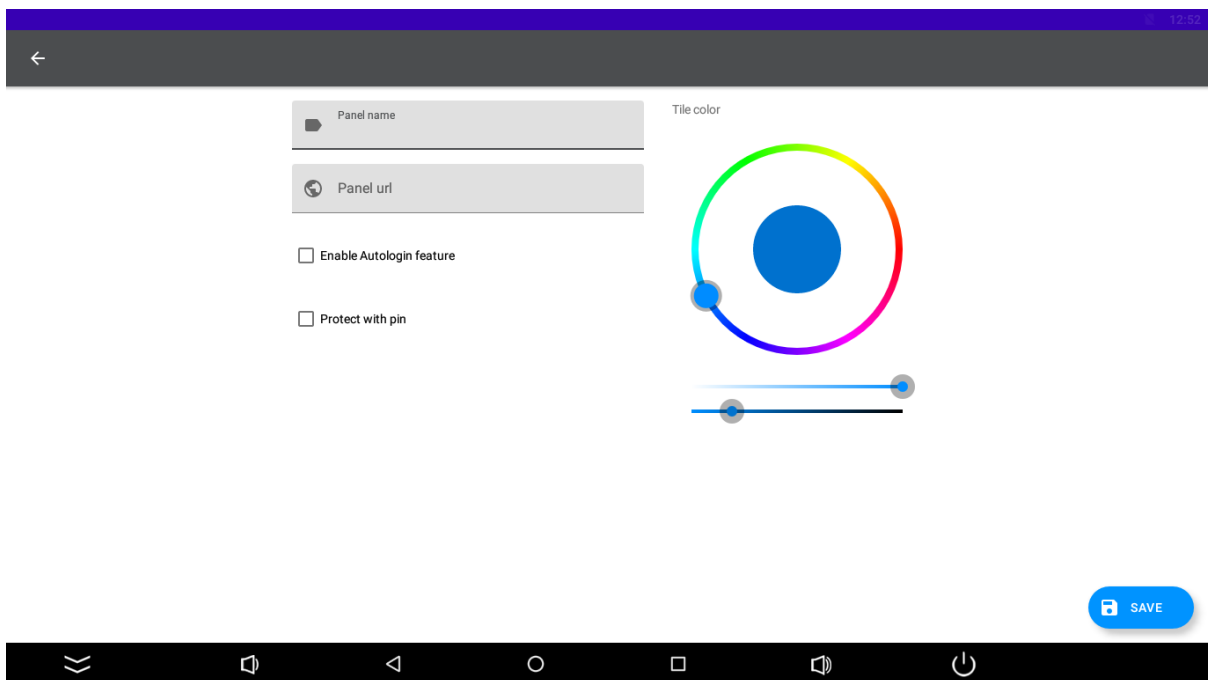 12:52
Panel name
Tile color
Panel url
Enable Autologin feature
Protect with pin
SAVE